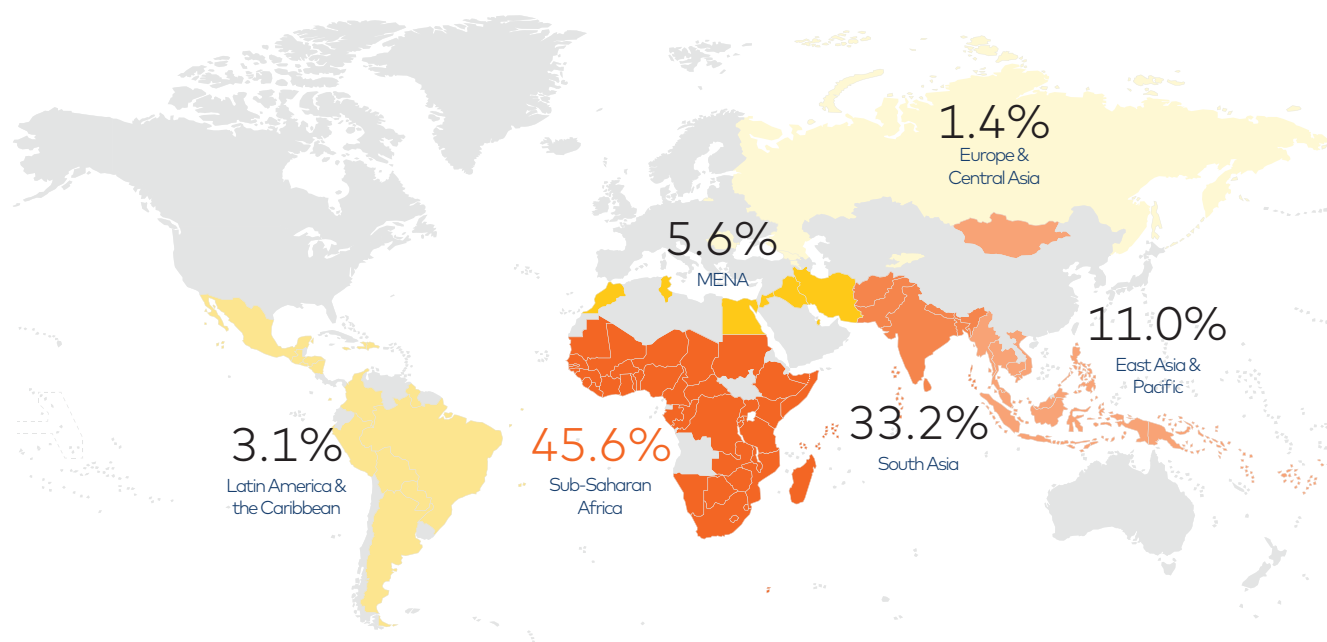 1.4%
Europe &
Central Asia
5.6%
MENA
11.0%
East Asia &
Pacific
3.1%
Latin America &
the Caribbean
45.6%
Sub-Saharan
Africa
33.2%
South Asia